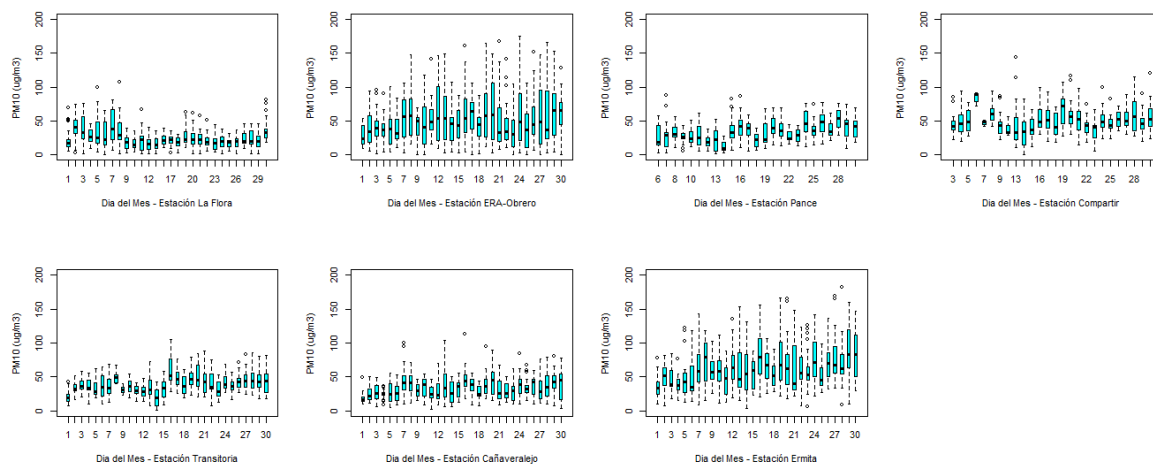 200
150
100
50
0
PM10 (ug/m3)
1 3 5 7 9 12 17 20 23 26 29
Dia del Mes - Estación La Flora
200
150
100
50
0
PM10 (ug/m3)
1 3 5 7 9 12 15 18 21 24 27 30
Dia del Mes - Estación ERA-Obrero
200
150
100
50
0
PM10 (ug/m3)
6 8 10 13 16 19 22 25 28
Dia del Mes - Estación Pance
200
150
100
50
0
PM10 (ug/m3)
3 5 7 9 13 16 19 22 25 28
Dia del Mes - Estación Compartir
200
150
100
50
0
PM10 (ug/m3)
1 3 5 7 9 12 15 18 21 24 27 30
Dia del Mes - Estación Transitoria
200
150
100
50
0
PM10 (ug/m3)
1 3 5 7 9 12 15 18 21 24 27 30
Dia del Mes - Estación Cañaveralejo
200
150
100
50
0
PM10 (ug/m3)
1 3 5 7 9 12 15 18 21 24 27 30
Dia del Mes - Estación Ermita